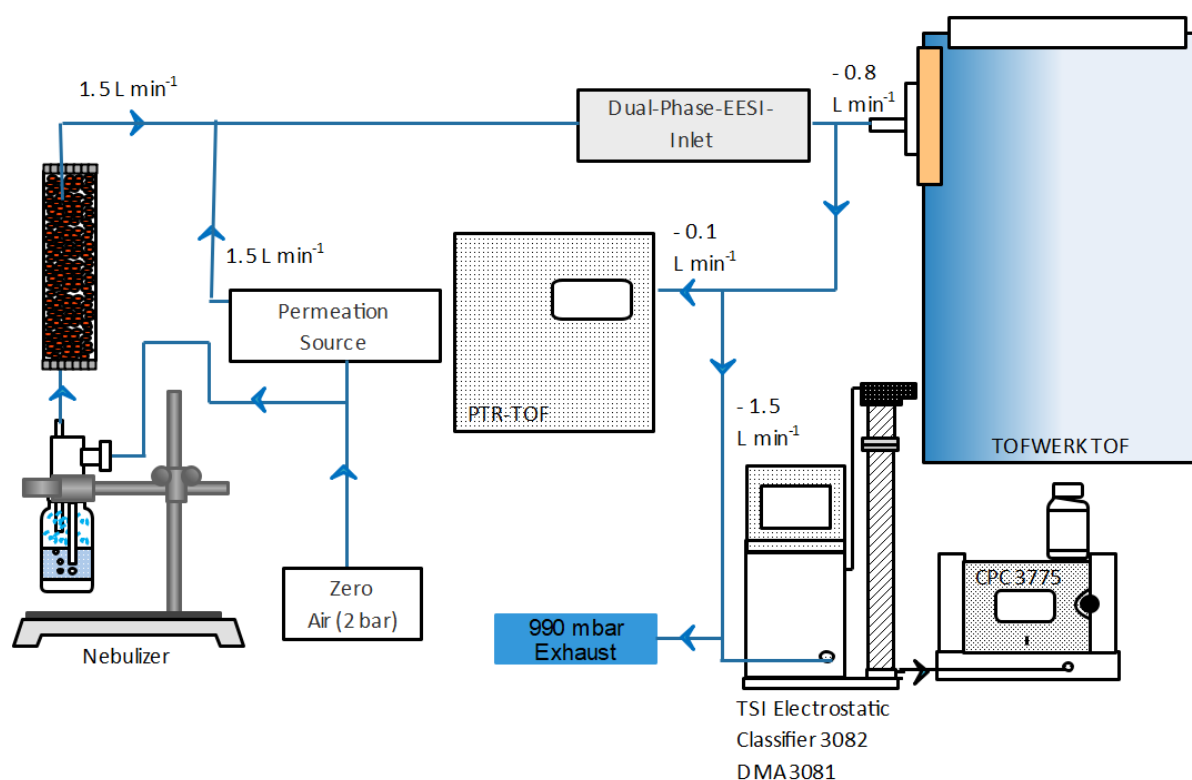 1.5 L min-1
- 0.8
L min-1
Dual-Phase-EESI-
Inlet
1.5 L min-1
- 0.1
L min-1
Permeation
Source
PTR-TOF
- 1.5
L min-1
TOFWERK TOF
Zero
Air (2 bar)
CPC 3775
990 mbar
Exhaust
Nebulizer
TSI Electrostatic
Classifier 3082
DMA 3081